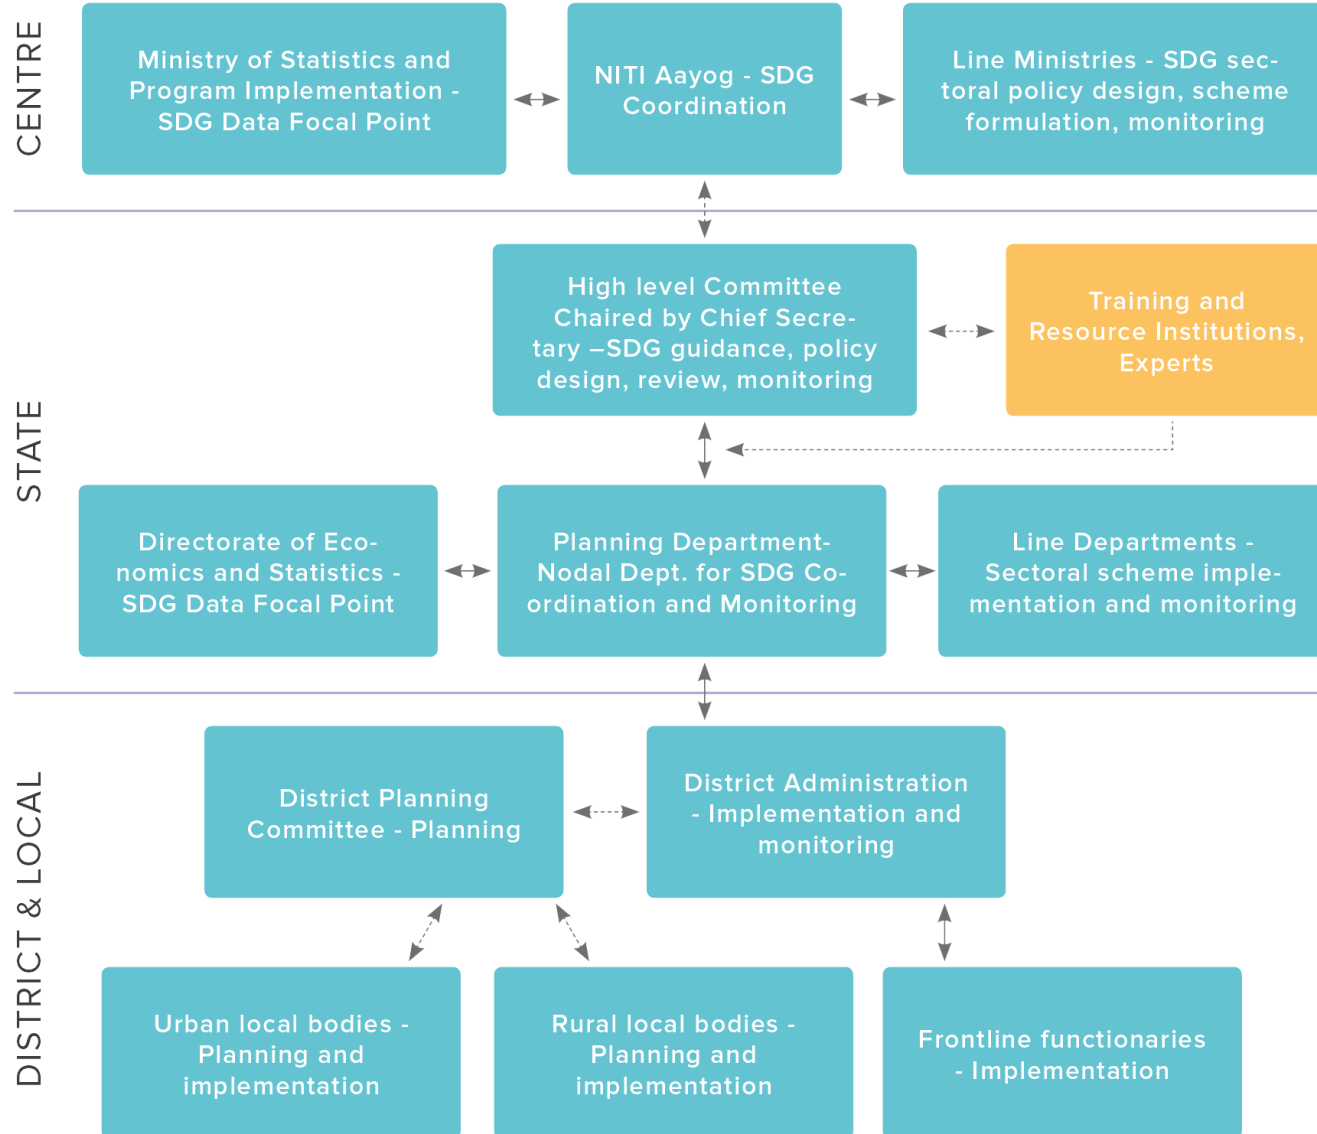 CENTRE
Ministry of Statistics and
Program Implementation -
SDG Data Focal Point
NITI Aayog - SDG
Coordination
Line Ministries - SDG sec-
toral policy design, scheme
formulation, monitoring
STATE
High level Committee
Chaired by Chief Secre-
tary –SDG guidance, policy
design, review, monitoring
Training and
Resource Institutions,
Experts
Directorate of Eco-
nomics and Statistics -
SDG Data Focal Point
Planning Department-
Nodal Dept. for SDG Co-
ordination and Monitoring
Line Departments -
Sectoral scheme imple-
mentation and monitoring
DISTRICT & LOCAL
District Planning
Committee - Planning
District Administration
- Implementation and
monitoring
Urban local bodies -
Planning and
implementation
Rural local bodies -
Planning and
implementation
Frontline functionaries
- Implementation